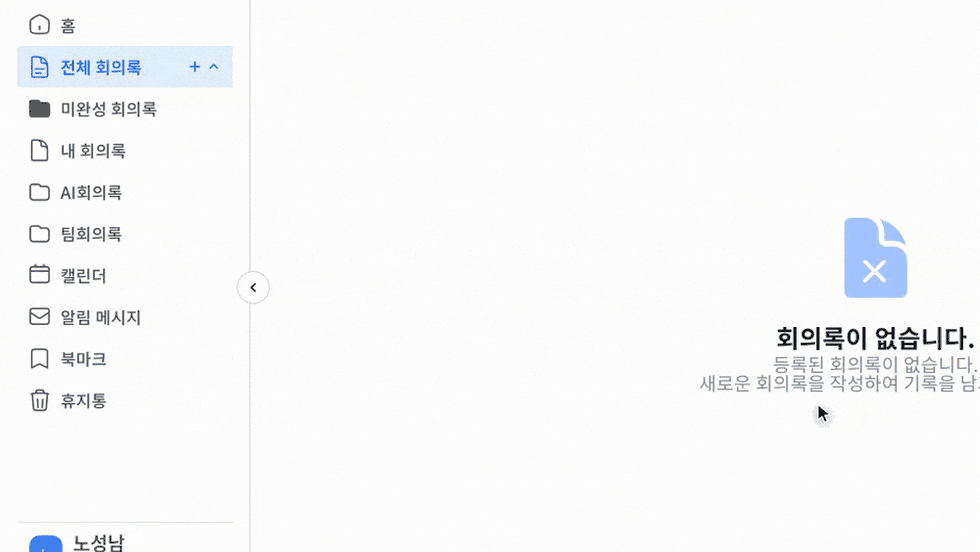 홈
전체 회의록
미완성 회의록
내 회의록
AI회의록
팀회의록
캘린더
알림 메시지
북마크
휴지통
회의록이 없습니다.
등록된 회의록이 없습니다.
새로운 회의록을 작성하여 기록을
노성남